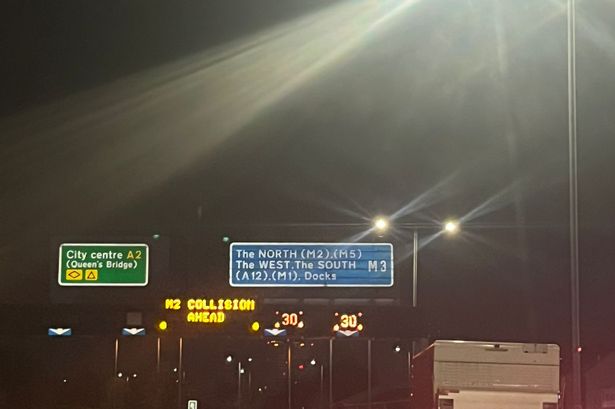 City centre A2
(Queen's Bridge)
The NORTH (M2).(M5)
The WEST.The SOUTH M3
(A12).(M1). Docks
M2 COLLISION
AHEAD
30
30